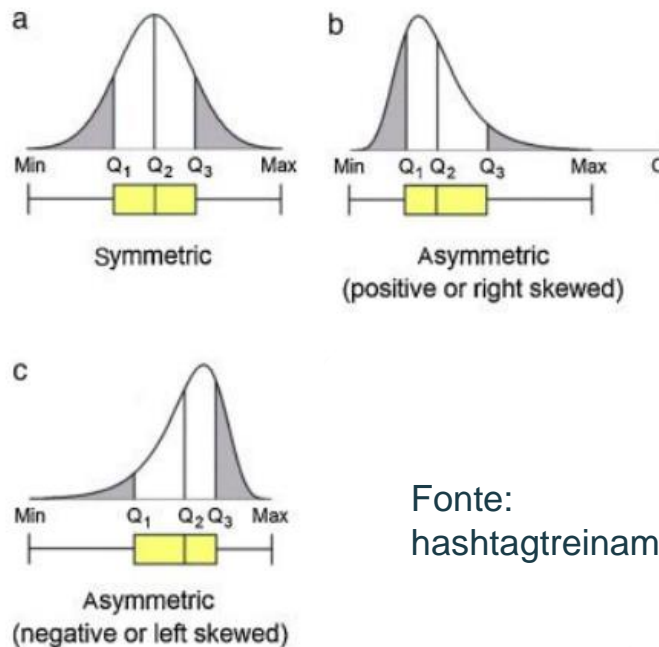 a
Min Q1 Q2 Q3 Max
Symmetric
b
Min Q1 Q2 Q3 Max
Asymmetric
(positive or right skewed)
c
Min Q1 Q2 Q3 Max
Asymmetric
(negative or left skewed)
Fonte:
hashtagtreinam